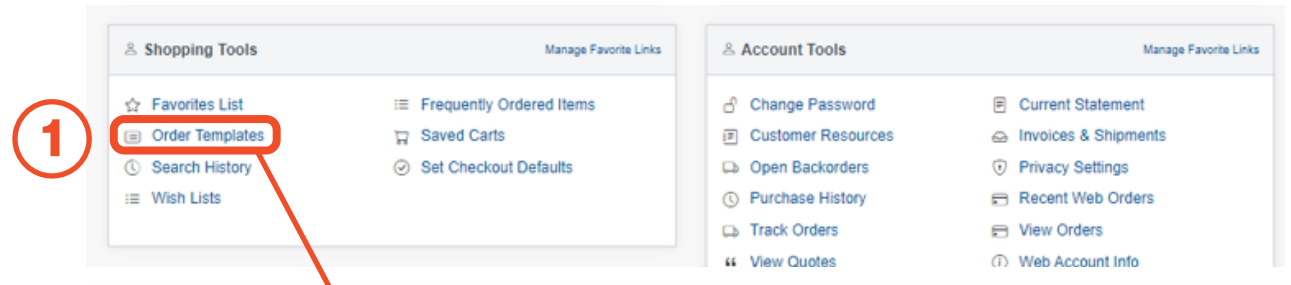 Shopping Tools
Manage Favorite Links
Favorites List
Frequently Ordered Items
1
Order Templates
Saved Carts
Search History
Set Checkout Defaults
Wish Lists
Account Tools
Manage Favorite Links
Change Password
Current Statement
Customer Resources
Invoices & Shipments
Open Backorders
Privacy Settings
Purchase History
Recent Web Orders
Track Orders
View Orders
View Quotes
Web Account Info